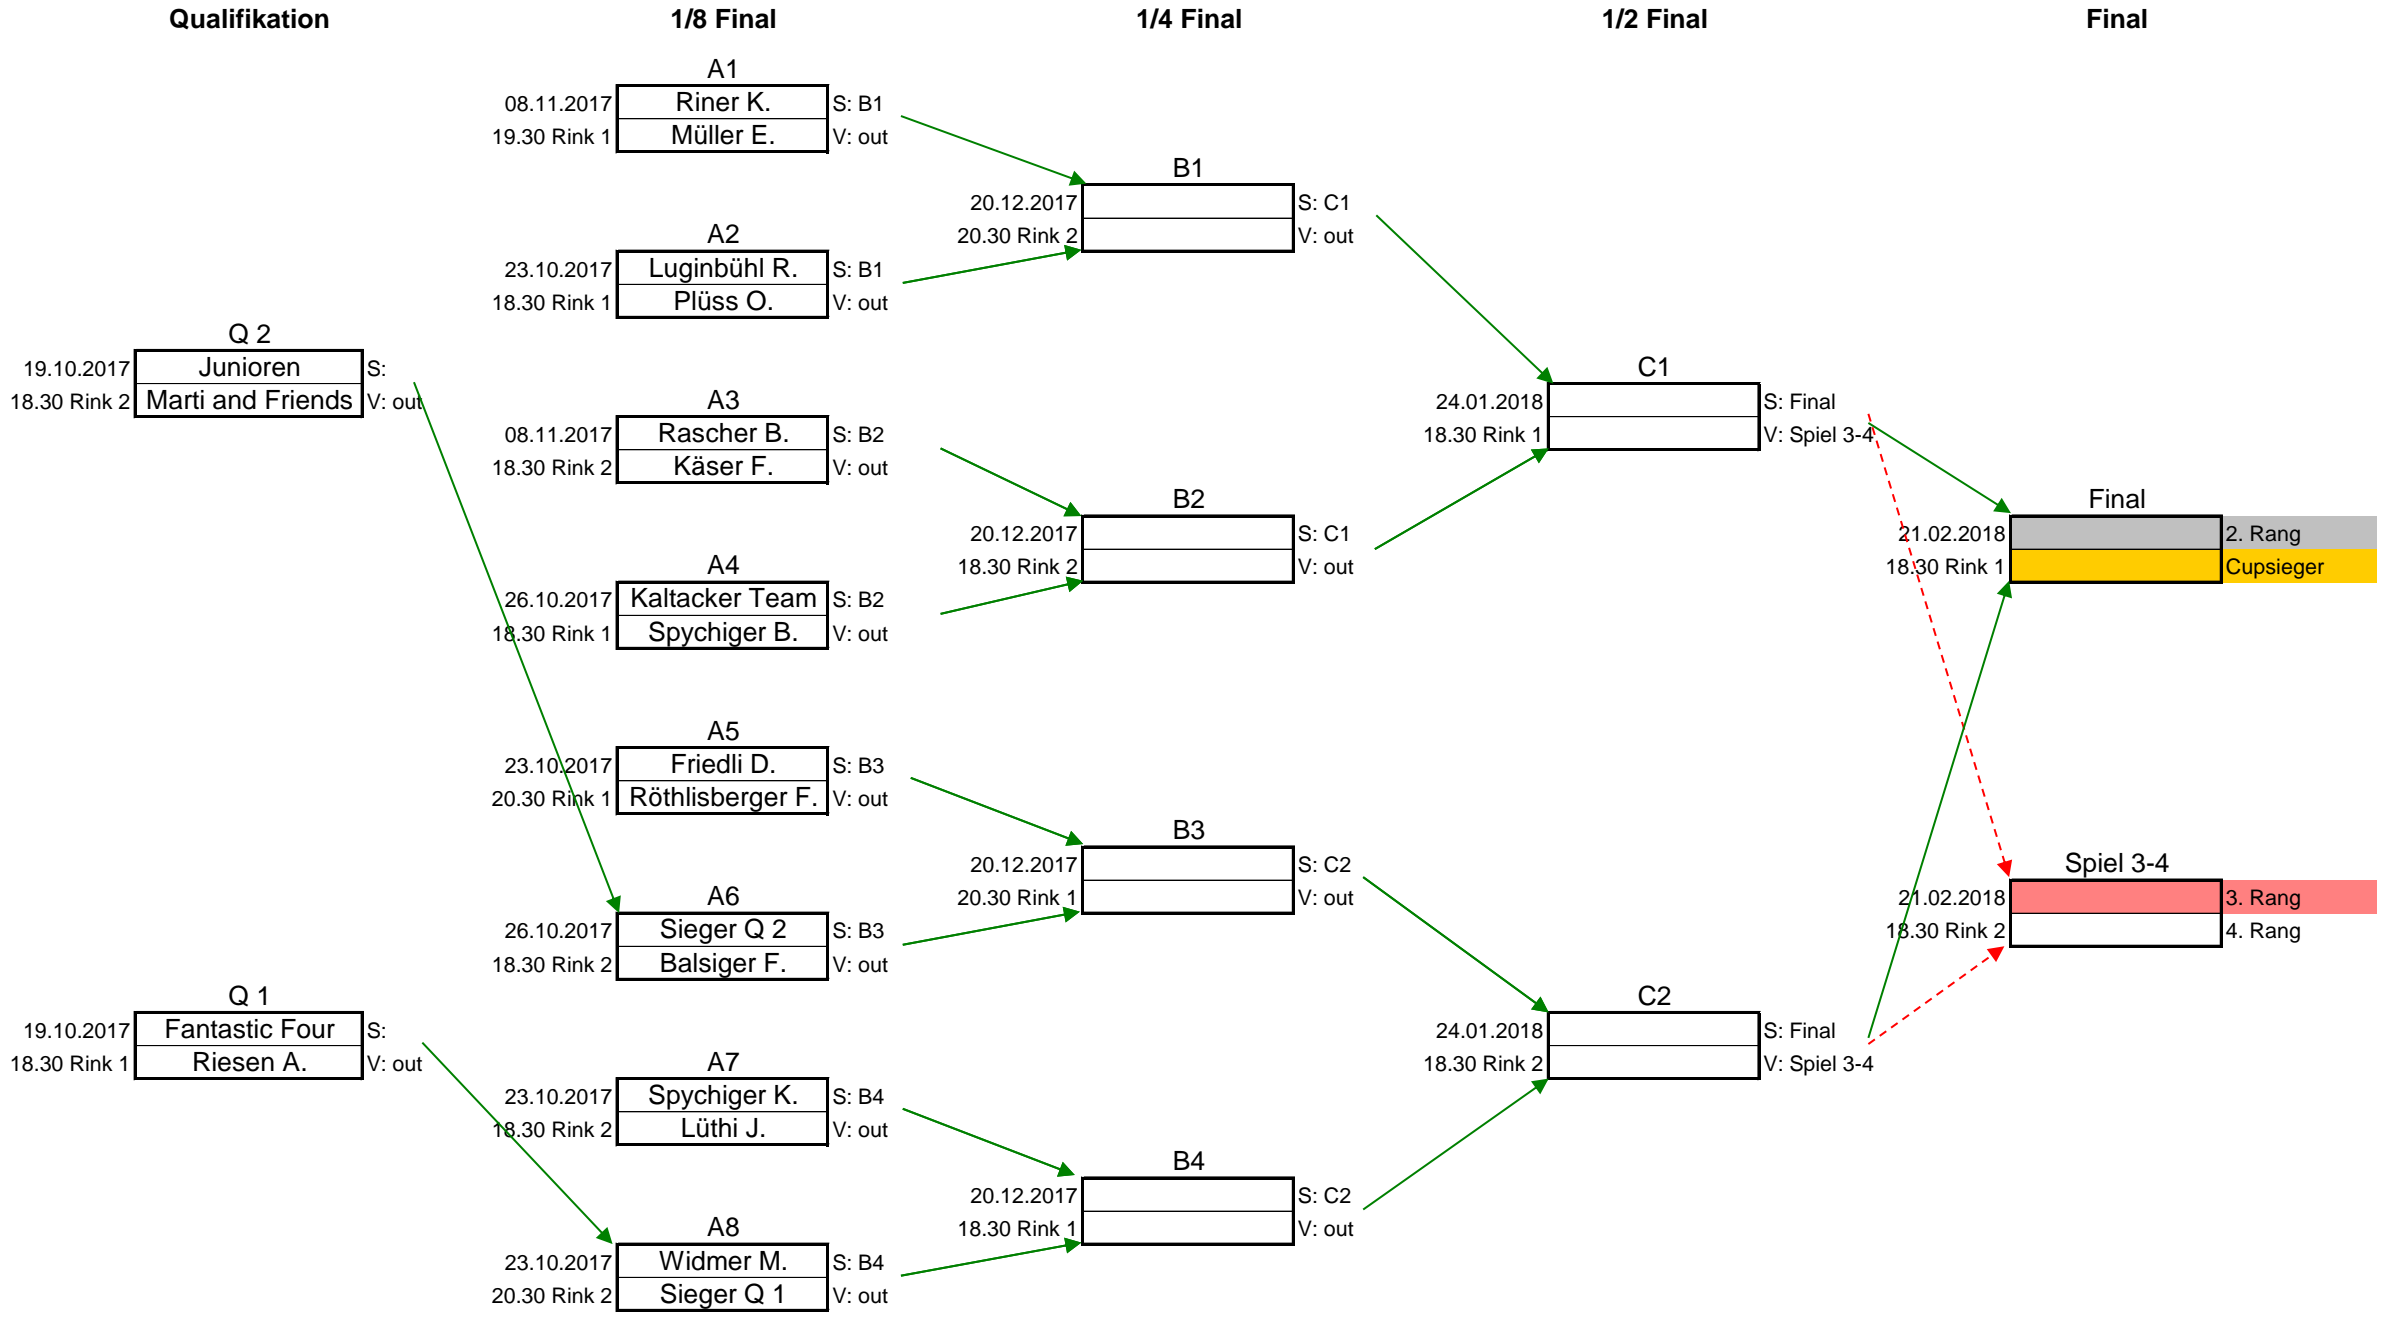 Qualifikation 1/8 Final 1/4 Final 1/2 Final Final
A1
08.11.2017 Riner K. S: B1
19.30 Rink 1 Müller E. V: out
B1
20.12.2017 S: C1
20.30 Rink 2 V: out
A2
23.10.2017 Luginbühl R. S: B1
18.30 Rink 1 Plüss O. V: out
Q 2
19.10.2017 Junioren S:
18.30 Rink 2 Marti and Friends V: out
C1
24.01.2018 S: Final
18.30 Rink 1 V: Spiel 3-4
A3
08.11.2017 Rascher B. S: B2
18.30 Rink 2 Käser F. V: out
B2
20.12.2017 S: C1
18.30 Rink 2 V: out
Final
21.02.2018 2. Rang
18.30 Rink 1 Cupsieger
A4
26.10.2017 Kaltacker Team S: B2
18.30 Rink 1 Spychiger B. V: out
A5
23.10.2017 Friedli D. S: B3
20.30 Rink 1 Röthlisberger F. V: out
B3
20.12.2017 S: C2
20.30 Rink 1 V: out
Spiel 3-4
21.02.2018 3. Rang
18.30 Rink 2 4. Rang
A6
26.10.2017 Sieger Q 2 S: B3
18.30 Rink 2 Balsiger F. V: out
Q 1
19.10.2017 Fantastic Four S:
18.30 Rink 1 Riesen A. V: out
C2
24.01.2018 S: Final
18.30 Rink 2 V: Spiel 3-4
A7
23.10.2017 Spychiger K. S: B4
18.30 Rink 2 Lüthi J. V: out
B4
20.12.2017 S: C2
18.30 Rink 1 V: out
A8
23.10.2017 Widmer M. S: B4
20.30 Rink 2 Sieger Q 1 V: out